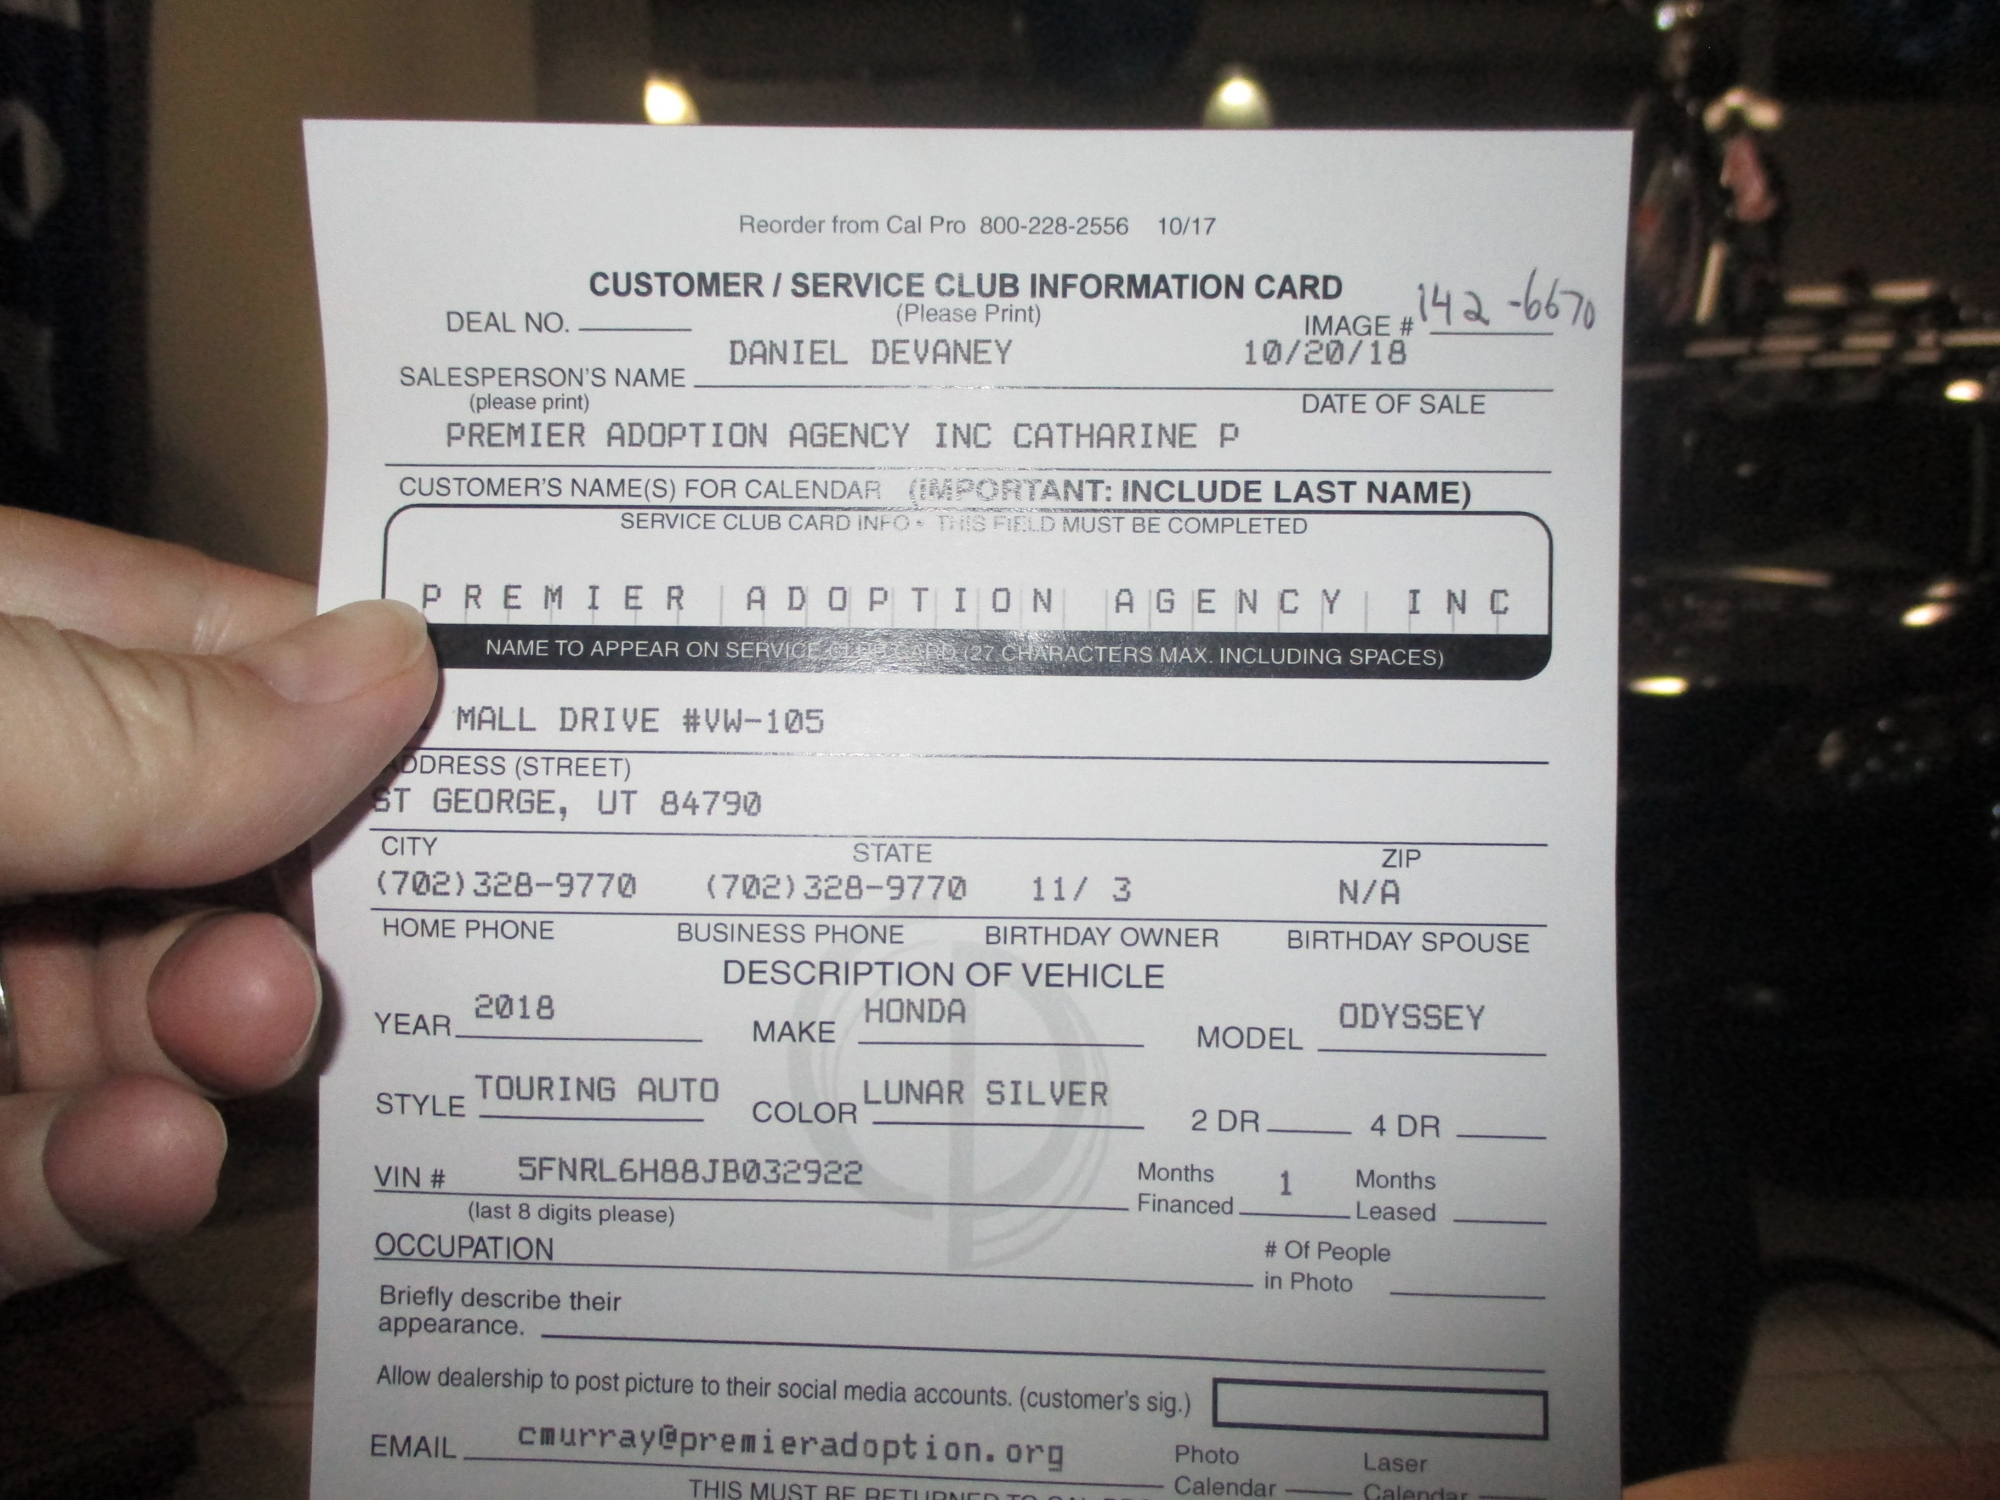 Reorder from Cal Pro 800-228-2556 10/17
CUSTOMER / SERVICE CLUB INFORMATION CARD
(Please Print)
DEAL NO. IMAGE # 142-6670
DANIEL DEVANEY 10/20/18
SALESPERSON'S NAME
(please print) DATE OF SALE
PREMIER ADOPTION AGENCY INC CATHARINE P
CUSTOMER'S NAME(S) FOR CALENDAR (IMPORTANT: INCLUDE LAST NAME)
SERVICE CLUB CARD INFO • THIS FIELD MUST BE COMPLETED
PREMIER ADOPTION AGENCY INC
NAME TO APPEAR ON SERVICE CLUB CARD (27 CHARACTERS MAX. INCLUDING SPACES)
MALL DRIVE #VW-105
ADDRESS (STREET)
ST GEORGE, UT 84790
CITY STATE ZIP
(702)328-9770 (702)328-9770 11/ 3 N/A
HOME PHONE BUSINESS PHONE BIRTHDAY OWNER BIRTHDAY SPOUSE
DESCRIPTION OF VEHICLE
YEAR 2018 MAKE HONDA MODEL ODYSSEY
STYLE TOURING AUTO COLOR LUNAR SILVER 2 DR 4 DR
VIN # 5FNRL6H88JB032922 Months Financed 1 Months Leased
(last 8 digits please)
OCCUPATION # Of People in Photo
Briefly describe their
appearance.
Allow dealership to post picture to their social media accounts. (customer's sig.)
EMAIL cmurray@premieradoption.org Photo Calendar Laser Calendar
THIS MUST BE RETURNED TO CAL